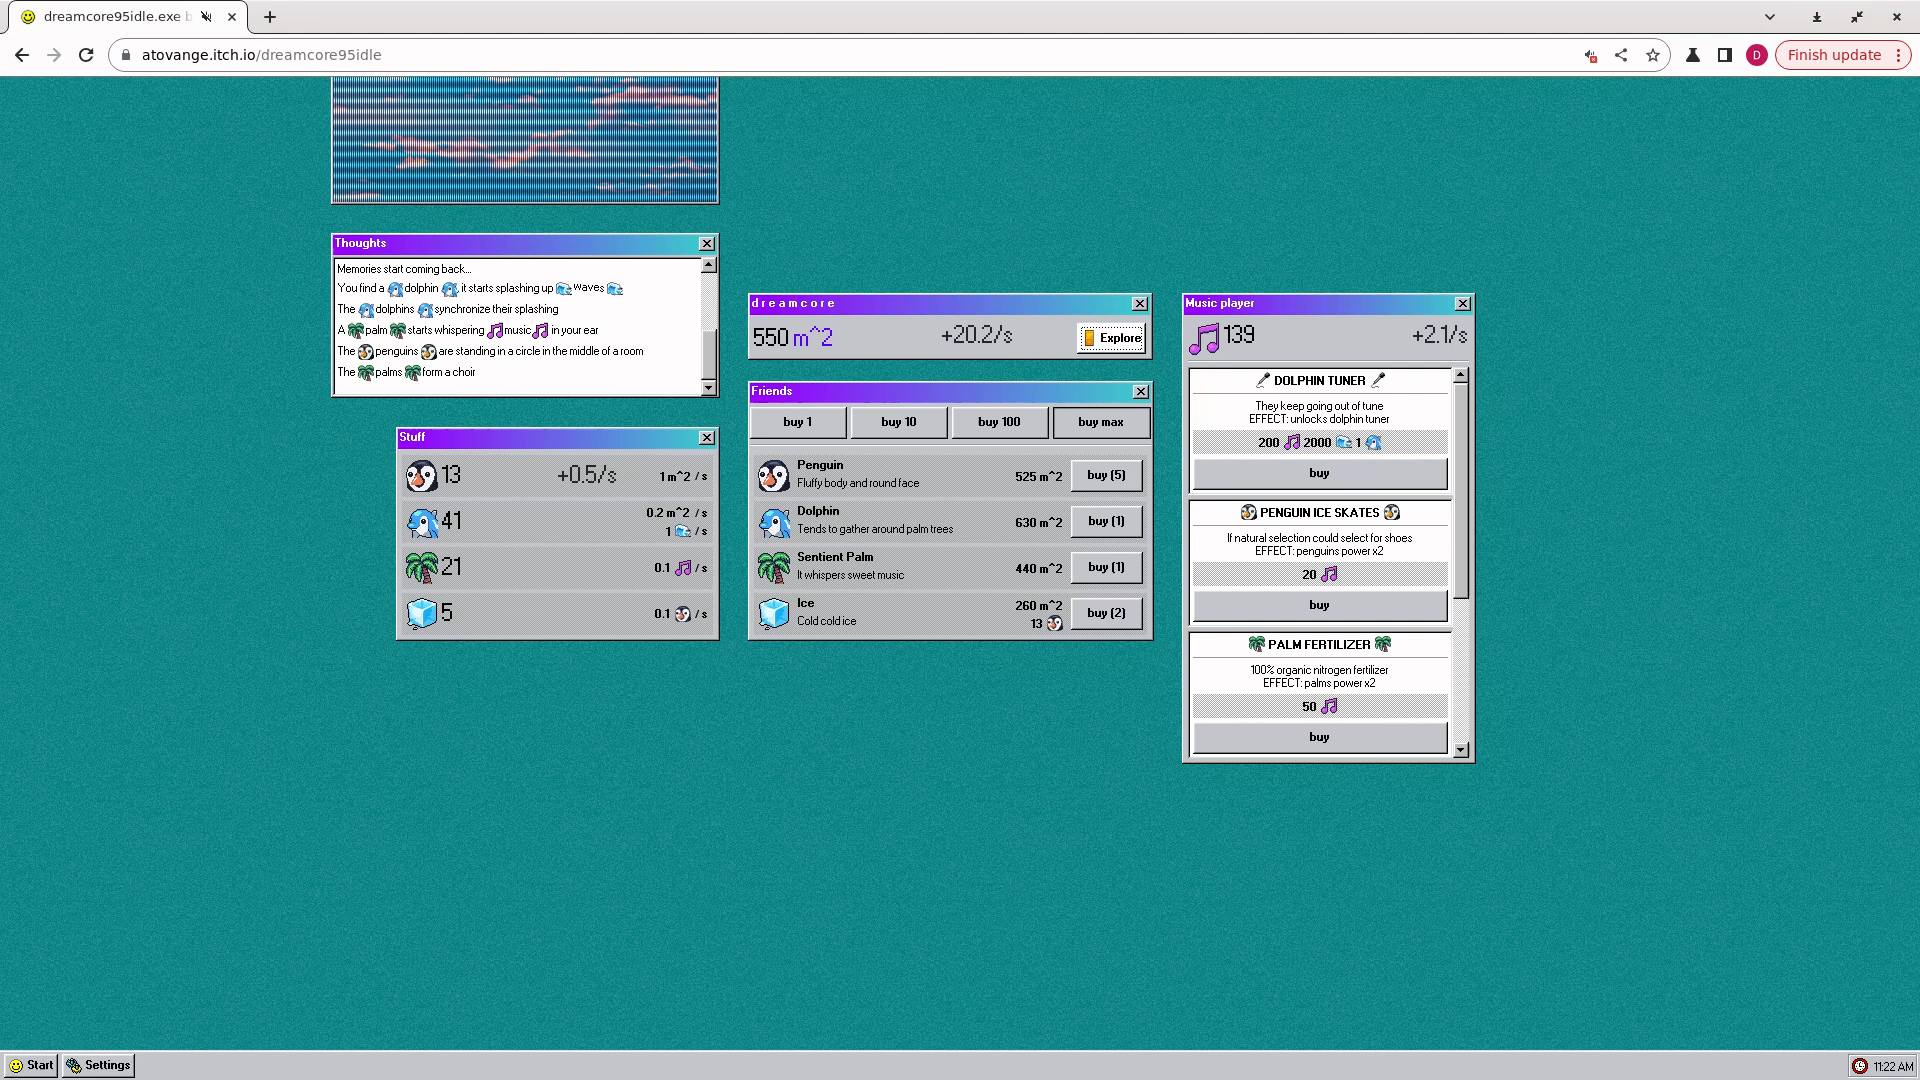 dreamcore95idle.exe b
atovange.itch.io/dreamcore95idle
D
Finish update
Thoughts
Memories start coming back...
You find a dolphin, it starts splashing up waves
The dolphins synchronize their splashing
A palm starts whispering music in your ear
The penguins are standing in a circle in the middle of a room
The palms form a choir
Stuff
13 +0.5/s 1 m^2 / s
41 0.2 m^2 / s
1 / s
21 0.1 / s
5 0.1 / s
dreamcore
550 m^2 +20.2/s Explore
Friends
buy 1 buy 10 buy 100 buy max
Penguin
Fluffy body and round face
525 m^2 buy (5)
Dolphin
Tends to gather around palm trees
630 m^2 buy (1)
Sentient Palm
It whispers sweet music
440 m^2 buy (1)
Ice
Cold cold ice
260 m^2
13
buy (2)
Music player
139 +2.1/s
DOLPHIN TUNER
They keep going out of tune
EFFECT: unlocks dolphin tuner
200 2000 1
buy
PENGUIN ICE SKATES
If natural selection could select for shoes
EFFECT: penguins power x2
20
buy
PALM FERTILIZER
100% organic nitrogen fertilizer
EFFECT: palms power x2
50
buy
Start Settings 11:22 AM